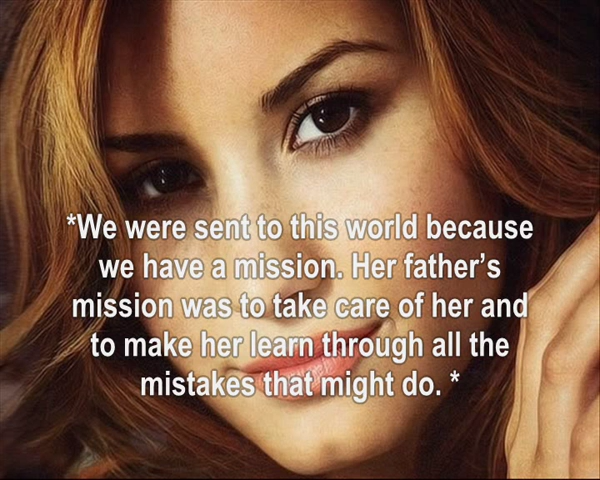 *We were sent to this world because
we have a mission. Her father’s
mission was to take care of her and
to make her learn through all the
mistakes that might do. *